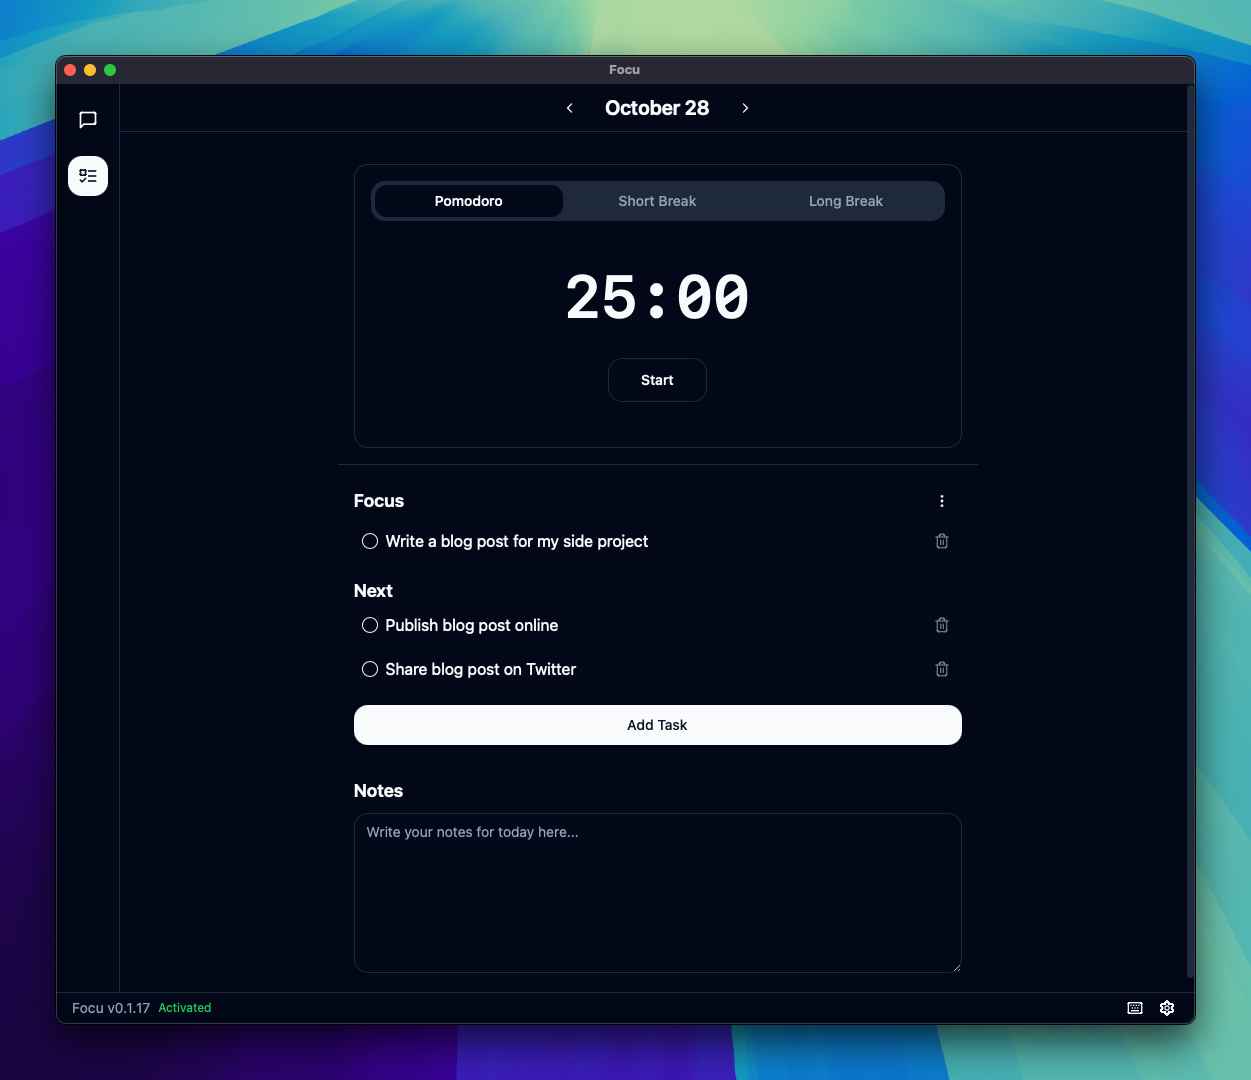 Focu
October 28
Pomodoro Short Break Long Break
25:00
Start
Focus
Write a blog post for my side project
Next
Publish blog post online
Share blog post on Twitter
Add Task
Notes
Write your notes for today here...
Focu v0.1.17 Activated